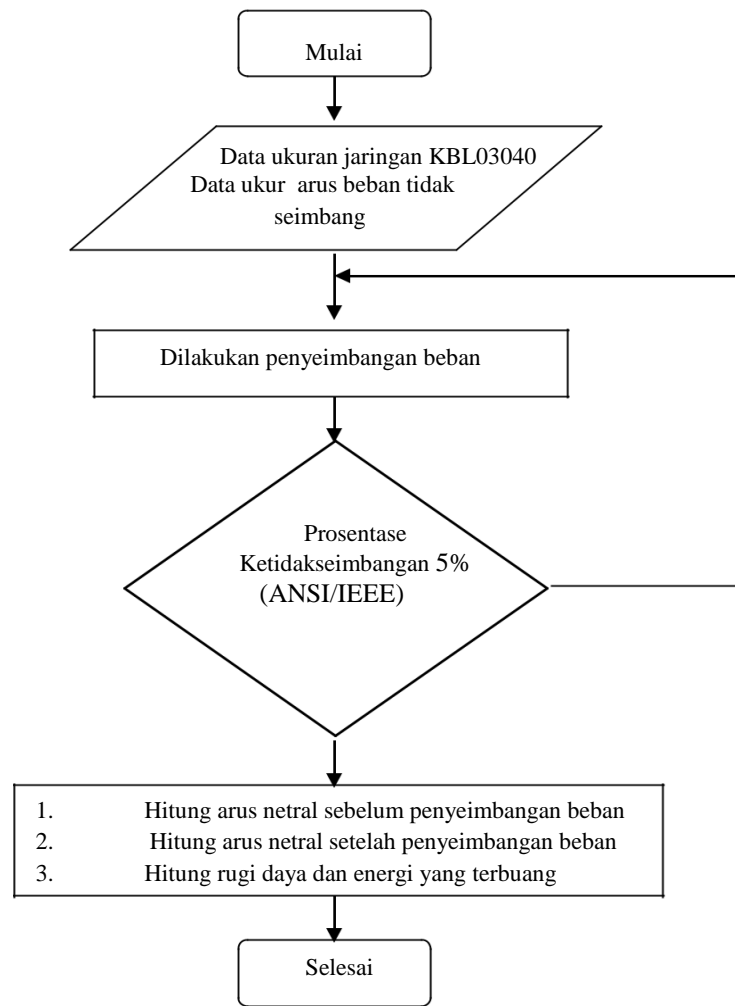 Mulai
Data ukuran jaringan KBL03040
Data ukur arus beban tidak
seimbang
Dilakukan penyeimbangan beban
Prosentase
Ketidakseimbangan 5%
(ANSI/IEEE)
1. Hitung arus netral sebelum penyeimbangan beban
2. Hitung arus netral setelah penyeimbangan beban
3. Hitung rugi daya dan energi yang terbuang
Selesai